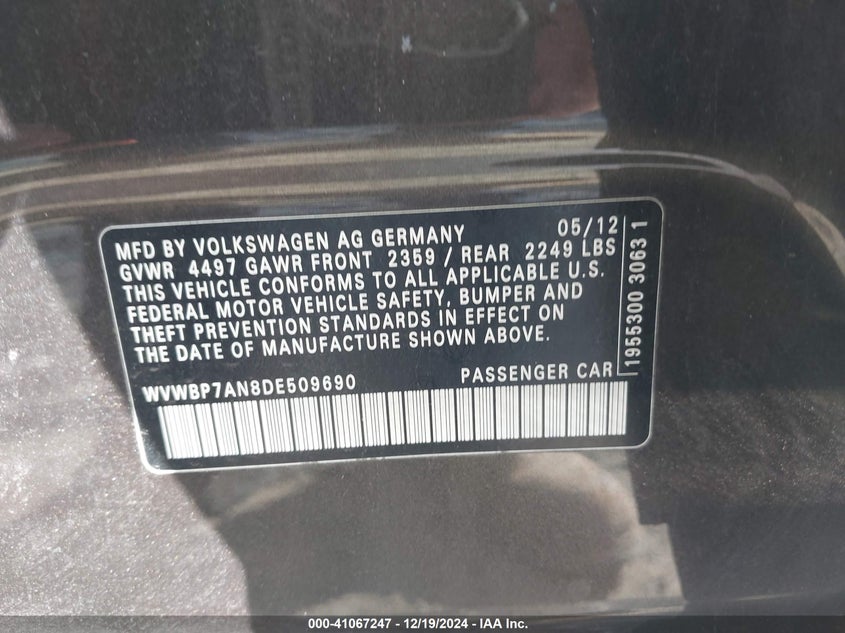 MFD BY VOLKSWAGEN AG GERMANY 05/12
GVWR 4497 GAWR FRONT 2359 / REAR 2249 LBS
THIS VEHICLE CONFORMS TO ALL APPLICABLE U.S.
FEDERAL MOTOR VEHICLE SAFETY, BUMPER AND
THEFT PREVENTION STANDARDS IN EFFECT ON
THE DATE OF MANUFACTURE SHOWN ABOVE.
WVWBP7AN8DE509690 PASSENGER CAR
1955300 3063 1
000-41067247 - 12/19/2024 - IAA Inc.